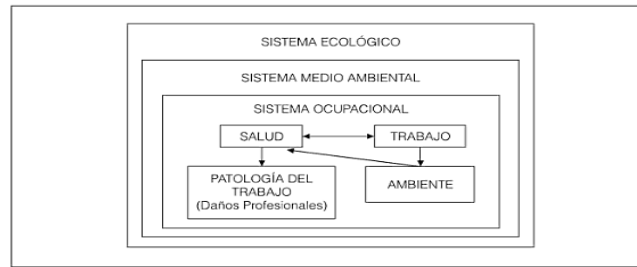 SISTEMA ECOLÓGICO
SISTEMA MEDIO AMBIENTAL
SISTEMA OCUPACIONAL
SALUD
TRABAJO
PATOLOGÍA DEL
TRABAJO
(Daños Profesionales)
AMBIENTE